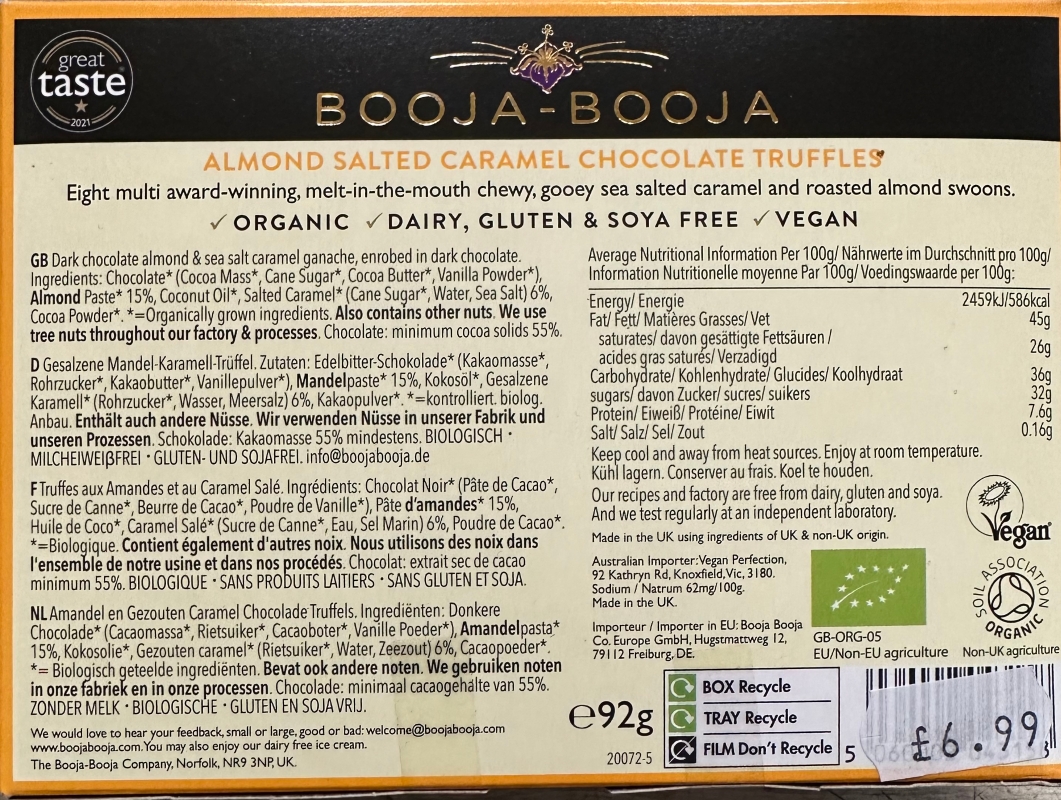 great
taste
2021
BOOJA-BOOJA
ALMOND SALTED CARAMEL CHOCOLATE TRUFFLES
Eight multi award-winning, melt-in-the-mouth chewy, gooey sea salted caramel and roasted almond swoons.
✓ ORGANIC ✓ DAIRY, GLUTEN & SOYA FREE ✓ VEGAN
GB Dark chocolate almond & sea salt caramel ganache, enrobed in dark chocolate.
Ingredients: Chocolate* (Cocoa Mass*, Cane Sugar*, Cocoa Butter*, Vanilla Powder*),
Almond Paste* 15%, Coconut Oil*, Salted Caramel* (Cane Sugar*, Water, Sea Salt) 6%,
Cocoa Powder*. *=Organically grown ingredients. Also contains other nuts. We use
tree nuts throughout our factory & processes. Chocolate: minimum cocoa solids 55%.
D Gesalzene Mandel-Karamell-Trüffel. Zutaten: Edelbitter-Schokolade* (Kakaomasse*,
Rohrzucker*, Kakaobutter*, Vanillepulver*), Mandelpaste* 15%, Kokosöl*, Gesalzene
Karamell* (Rohrzucker*, Wasser, Meersalz) 6%, Kakaopulver*. *=kontrolliert. biolog.
Anbau. Enthält auch andere Nüsse. Wir verwenden Nüsse in unserer Fabrik und
unseren Prozessen. Schokolade: Kakaomasse 55% mindestens. BIOLOGISCH •
MILCHEIWEIβFREI • GLUTEN- UND SOJAFREI. info@boojabooja.de
F Truffes aux Amandes et au Caramel Salé. Ingrédients: Chocolat Noir* (Pâte de Cacao*,
Sucre de Canne*, Beurre de Cacao*, Poudre de Vanille*), Pâte d'amandes* 15%,
Huile de Coco*, Caramel Salé* (Sucre de Canne*, Eau, Sel Marin) 6%, Poudre de Cacao*.
*=Biologique. Contient également d'autres noix. Nous utilisons des noix dans
l'ensemble de notre usine et dans nos procédés. Chocolat: extrait sec de cacao
minimum 55%. BIOLOGIQUE • SANS PRODUITS LAITIERS • SANS GLUTEN ET SOJA.
NL Amandel en Gezouten Caramel Chocolade Truffels. Ingrediënten: Donkere
Chocolade* (Cacaomassa*, Rietsuiker*, Cacaoboter*, Vanille Poeder*), Amandelpasta*
15%, Kokosolie*, Gezouten caramel* (Rietsuiker*, Water, Zeezout) 6%, Cacaopoeder*.
*= Biologisch geteelde ingrediënten. Bevat ook andere noten. We gebruiken noten
in onze fabriek en in onze processen. Chocolade: minimaal cacaogehalte van 55%.
ZONDER MELK • BIOLOGISCHE • GLUTEN EN SOJA VRIJ.
We would love to hear your feedback, small or large, good or bad: welcome@boojabooja.com
www.boojabooja.com. You may also enjoy our dairy free ice cream.
The Booja-Booja Company, Norfolk, NR9 3NP, UK.
Average Nutritional Information Per 100g/ Nährwerte im Durchschnitt pro 100g/
Information Nutritionelle moyenne Par 100g/ Voedingswaarde per 100g:
Energy/ Energie 2459kJ/586kcal
Fat/ Fett/ Matières Grasses/ Vet 45g
saturates/ davon gesättigte Fettsäuren /
acides gras saturés/ Verzadigd 26g
Carbohydrate/ Kohlenhydrate/ Glucides/ Koolhydraat 36g
sugars/ davon Zucker/ sucres/ suikers 32g
Protein/ Eiweiß/ Protéine/ Eiwit 7.6g
Salt/ Salz/ Sel/ Zout 0.16g
Keep cool and away from heat sources. Enjoy at room temperature.
Kühl lagern. Conserver au frais. Koel te houden.
Our recipes and factory are free from dairy, gluten and soya.
And we test regularly at an independent laboratory.
Made in the UK using ingredients of UK & non-UK origin.
Australian Importer: Vegan Perfection,
92 Kathryn Rd, Knoxfield, Vic, 3180.
Sodium / Natrum 62mg/100g.
Made in the UK.
Importeur / Importer in EU: Booja Booja
Co. Europe GmbH, Hugstmattweg 12,
79112 Freiburg, DE.
GB-ORG-05
EU/Non-EU agriculture
Vegan
SOIL ASSOCIATION
ORGANIC
Non-UK agriculture
e92g
20072-5
BOX Recycle
TRAY Recycle
FILM Don't Recycle
5
£6.99